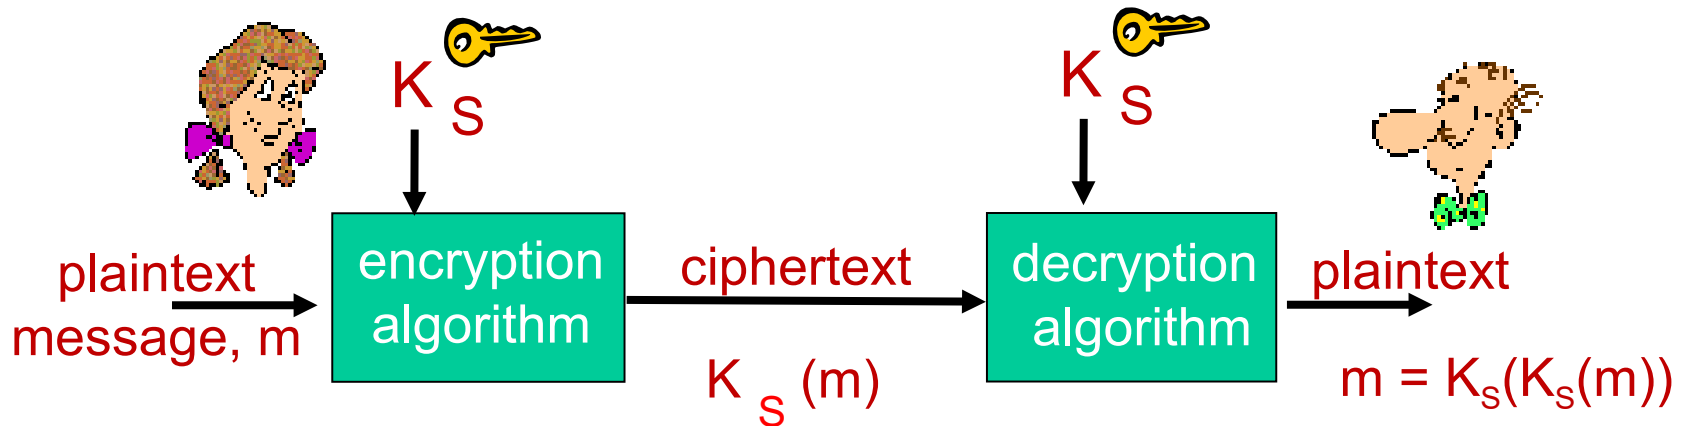 K S
K S
plaintext
message, m
encryption
algorithm
ciphertext
K S (m)
decryption
algorithm
plaintext
m = KS(KS(m))